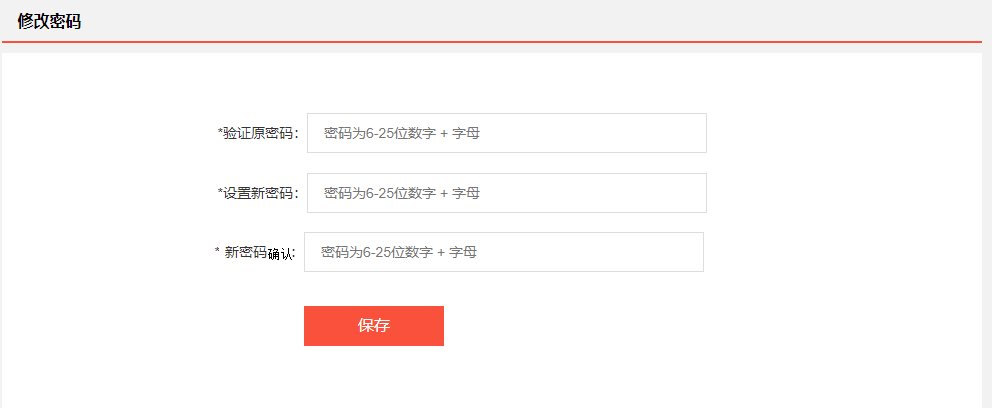 修改密码
*验证原密码： 密码为6-25位数字 + 字母
*设置新密码： 密码为6-25位数字 + 字母
* 新密码确认: 密码为6-25位数字 + 字母
保存